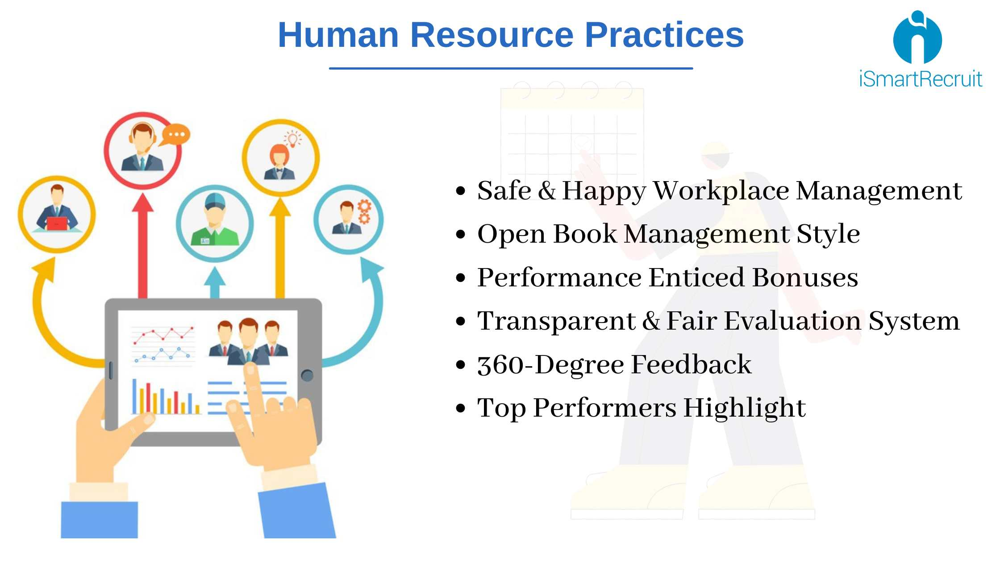 Human Resource Practices
iSmartRecruit
• Safe & Happy Workplace Management
• Open Book Management Style
• Performance Enticed Bonuses
• Transparent & Fair Evaluation System
• 360-Degree Feedback
• Top Performers Highlight